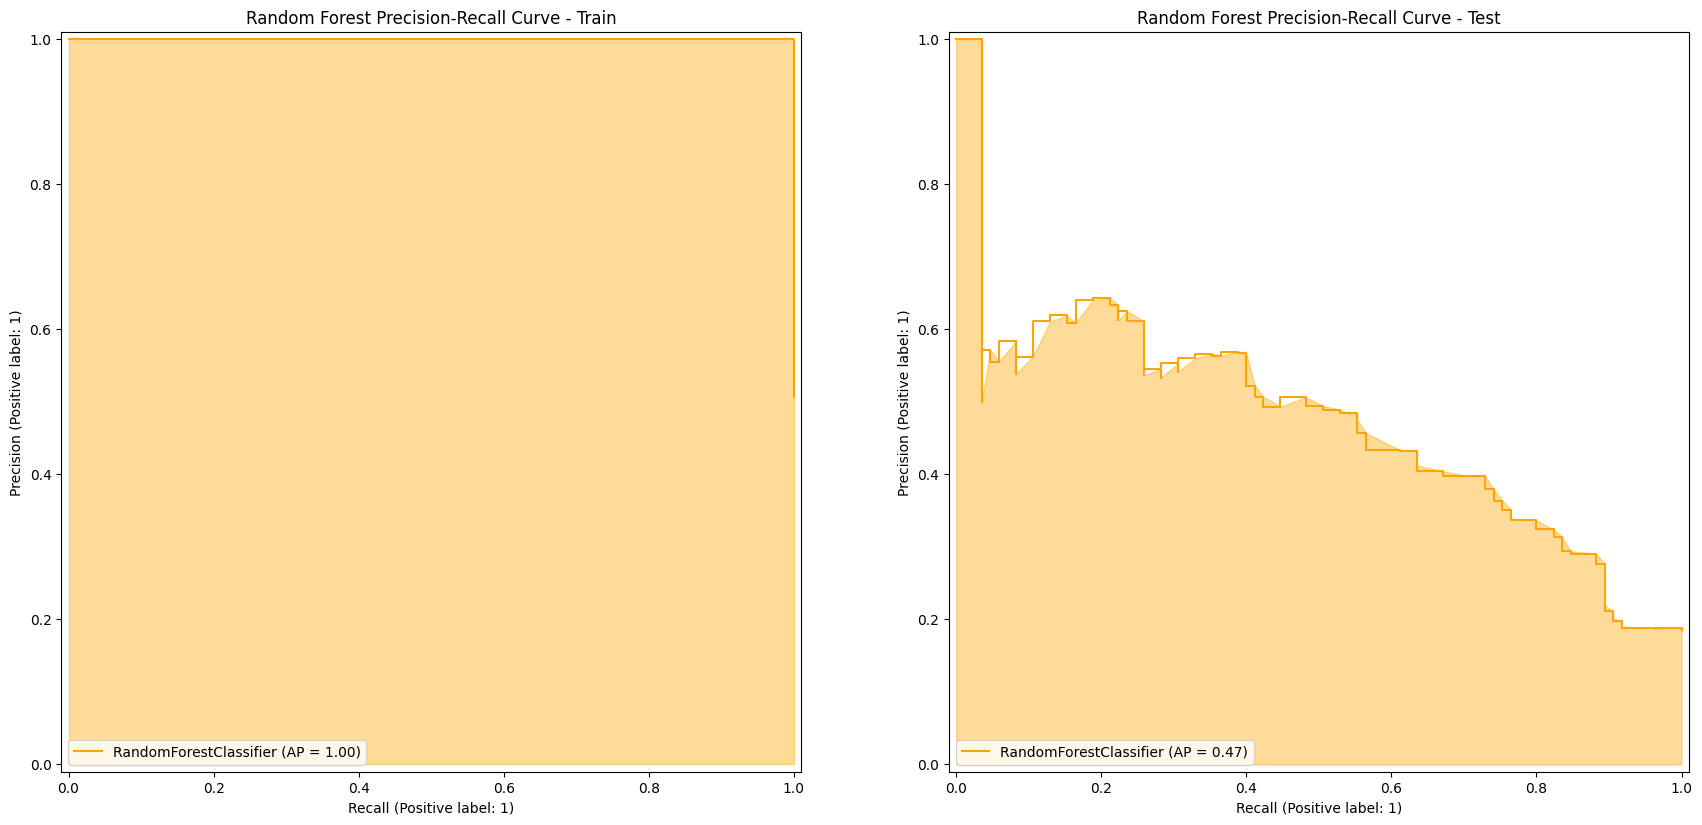 Random Forest Precision-Recall Curve - Train
1.0
0.8
0.6
0.4
0.2
0.0
Precision (Positive label: 1)
RandomForestClassifier (AP = 1.00)
0.0 0.2 0.4 0.6 0.8 1.0
Recall (Positive label: 1)
Random Forest Precision-Recall Curve - Test
1.0
0.8
0.6
0.4
0.2
0.0
Precision (Positive label: 1)
RandomForestClassifier (AP = 0.47)
0.0 0.2 0.4 0.6 0.8 1.0
Recall (Positive label: 1)